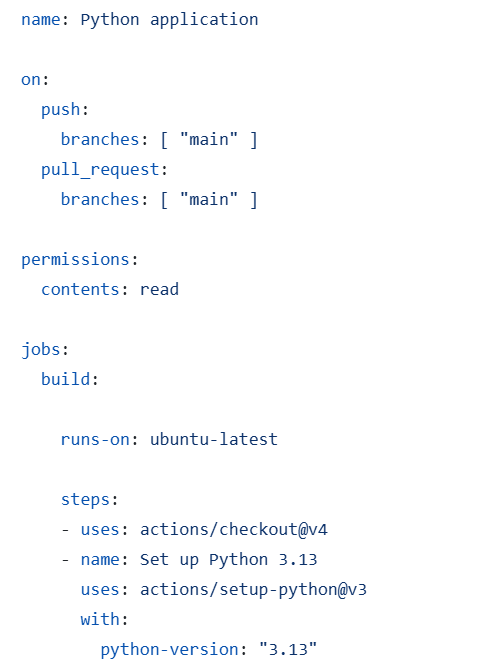 name: Python application
on:
  push:
    branches: [ "main" ]
  pull_request:
    branches: [ "main" ]
permissions:
  contents: read
jobs:
  build:
    runs-on: ubuntu-latest
    steps:
    - uses: actions/checkout@v4
    - name: Set up Python 3.13
      uses: actions/setup-python@v3
      with:
        python-version: "3.13"